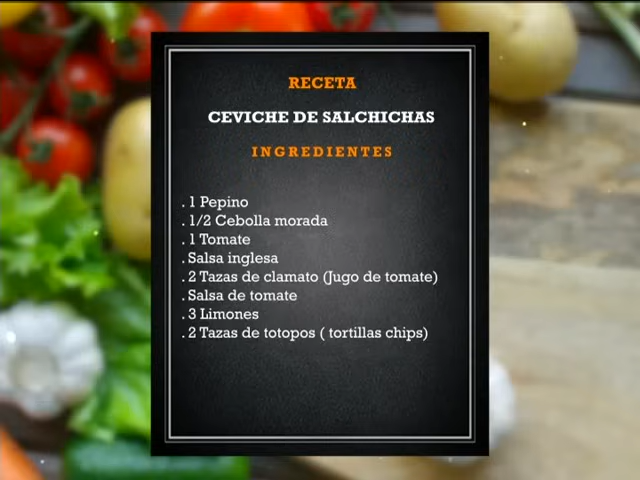 RECETA
CEVICHE DE SALCHICHAS
INGREDIENTES
. 1 Pepino
. 1/2 Cebolla morada
. 1 Tomate
. Salsa inglesa
. 2 Tazas de clamato (Jugo de tomate)
. Salsa de tomate
. 3 Limones
. 2 Tazas de totopos ( tortillas chips)